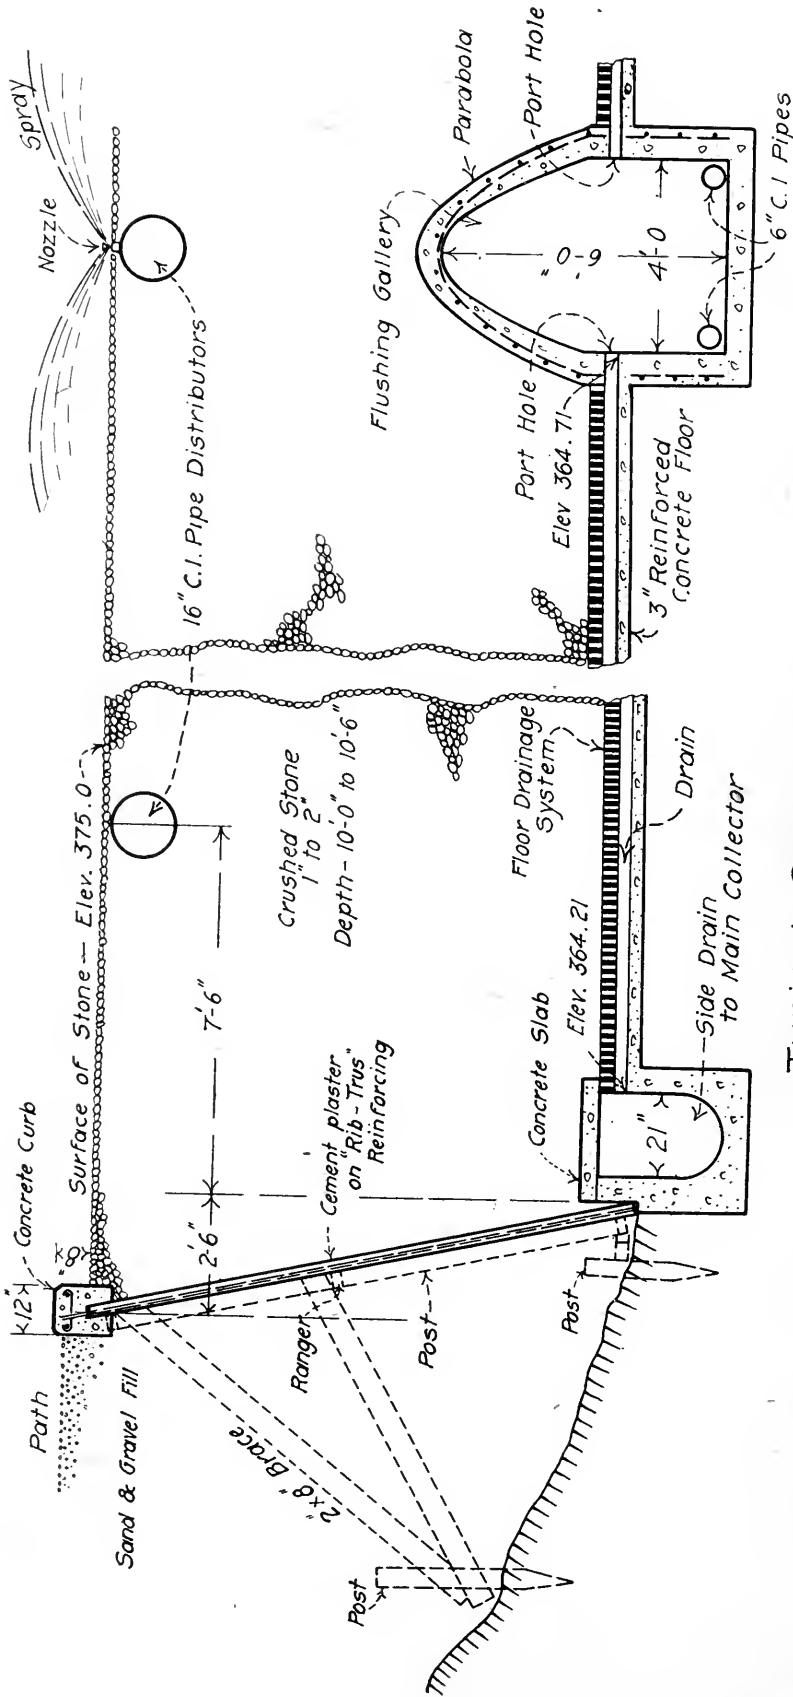 Path
12"
Concrete Curb
8"
Surface of Stone — Elev. 375.0
Nozzle
Spray
Sand & Gravel Fill
2'-6"
7'-6"
16" C.I. Pipe Distributors
2" x 8" Brace
Ranger
Cement plaster
on "Rib-Trus"
Reinforcing
Crushed Stone
1" to 2"
Depth - 10'-0" to 10'-6"
Flushing Gallery
Parabola
Post
Post
Post
Concrete Slab
Elev. 364.21
Floor Drainage
System
Port Hole
Elev 364.71
Port Hole
6'-0"
4'-0
21"
Side Drain
to Main Collector
Drain
3" Reinforced
Concrete Floor
6" C.I Pipes